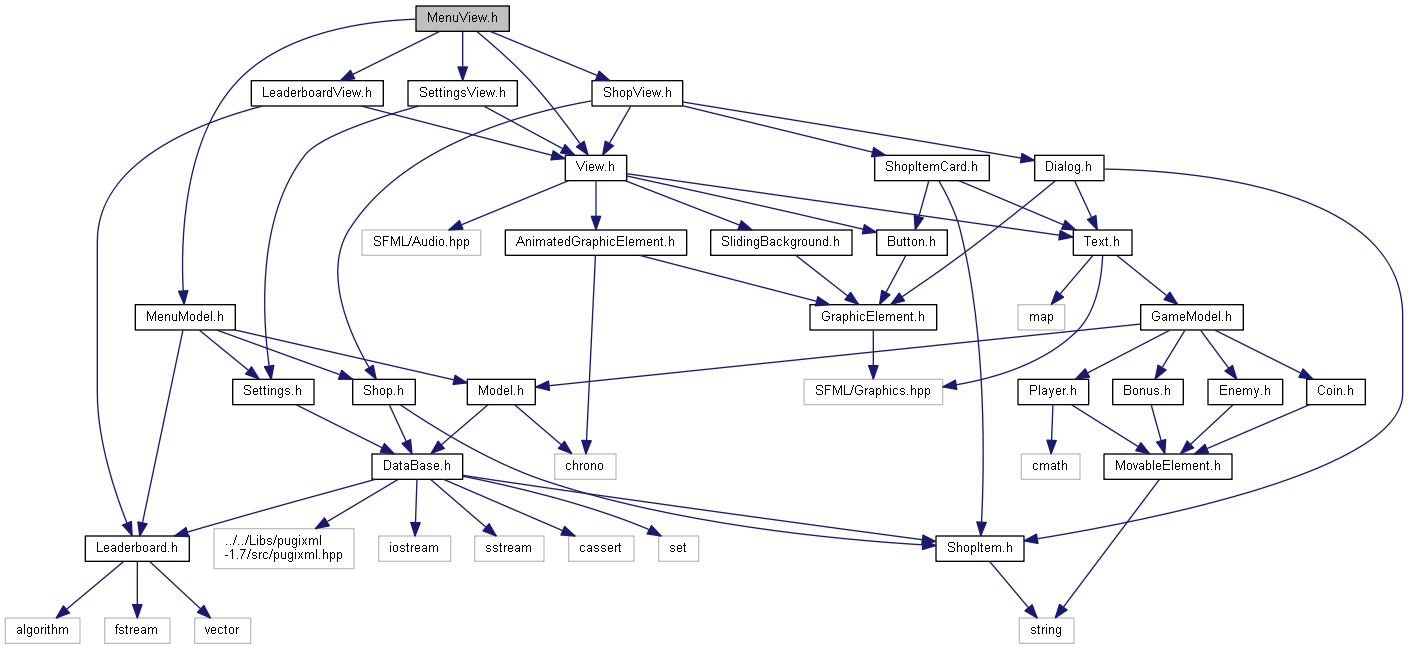 MenuView.h
LeaderboardView.h
SettingsView.h
ShopView.h
View.h
ShopItemCard.h
Dialog.h
SFML/Audio.hpp
AnimatedGraphicElement.h
SlidingBackground.h
Button.h
Text.h
MenuModel.h
GraphicElement.h
map
GameModel.h
Settings.h
Shop.h
Model.h
SFML/Graphics.hpp
Player.h
Bonus.h
Enemy.h
Coin.h
DataBase.h
chrono
cmath
MovableElement.h
Leaderboard.h
../../Libs/pugixml
-1.7/src/pugixml.hpp
iostream
sstream
cassert
set
ShopItem.h
algorithm
fstream
vector
string